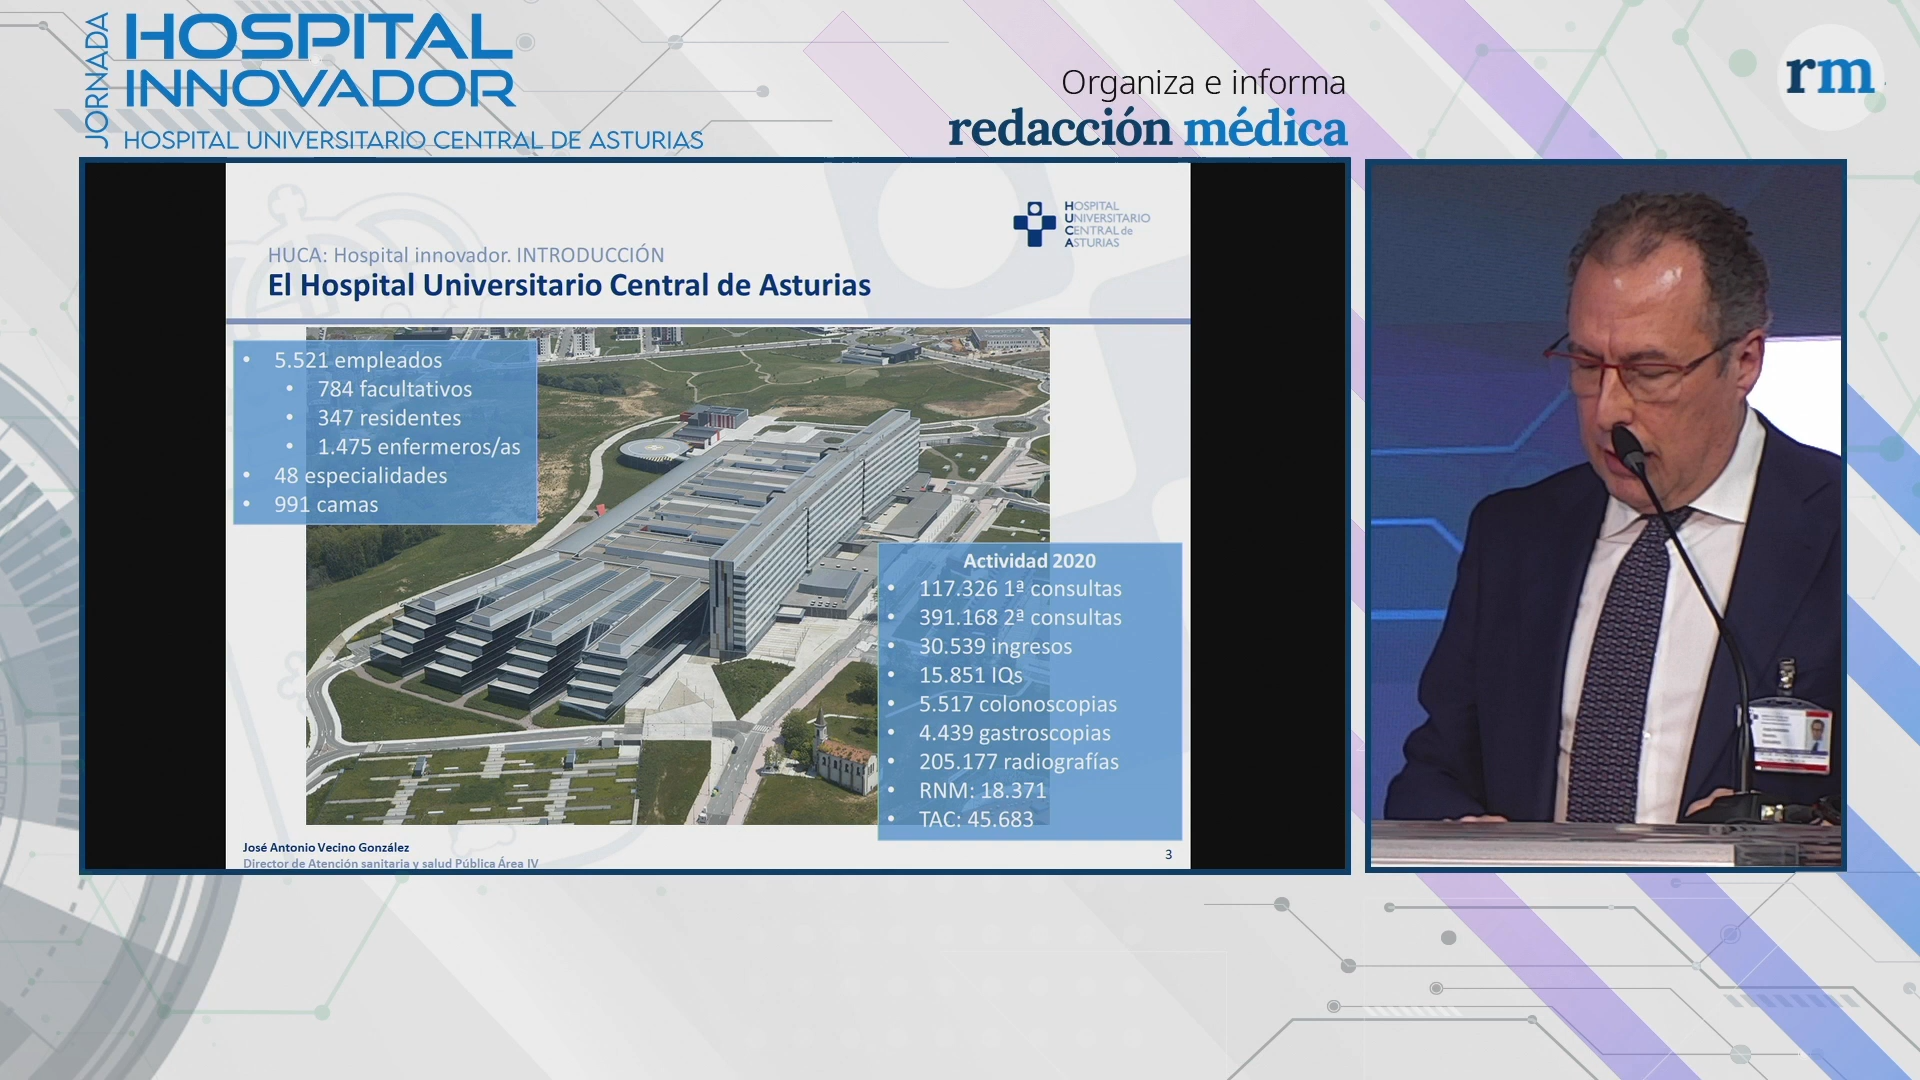 JORNADA
HOSPITAL
INNOVADOR
HOSPITAL UNIVERSITARIO CENTRAL DE ASTURIAS
Organiza e informa
redacción médica
rm
HOSPITAL
UNIVERSITARIO
CENTRAL de
ASTURIAS
HUCA: Hospital innovador. INTRODUCCIÓN
El Hospital Universitario Central de Asturias
• 5.521 empleados
• 784 facultativos
• 347 residentes
• 1.475 enfermeros/as
• 48 especialidades
• 991 camas
Actividad 2020
• 117.326 1ª consultas
• 391.168 2ª consultas
• 30.539 ingresos
• 15.851 IQs
• 5.517 colonoscopias
• 4.439 gastroscopias
• 205.177 radiografías
• RNM: 18.371
• TAC: 45.683
José Antonio Vecino González
Director de Atención sanitaria y salud Pública Área IV
3